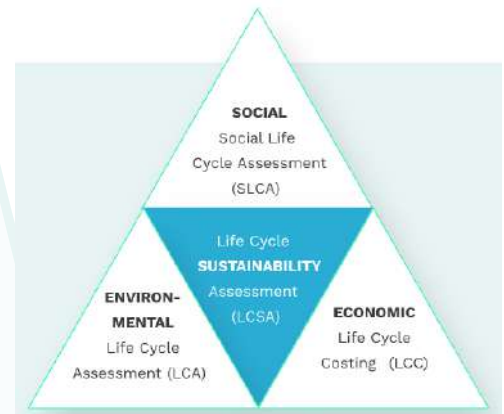 SOCIAL
Social Life
Cycle Assessment
(SLCA)
Life Cycle
SUSTAINABILITY
Assessment
(LCSA)
ENVIRON-
MENTAL
Life Cycle
Assessment (LCA)
ECONOMIC
Life Cycle
Costing (LCC)